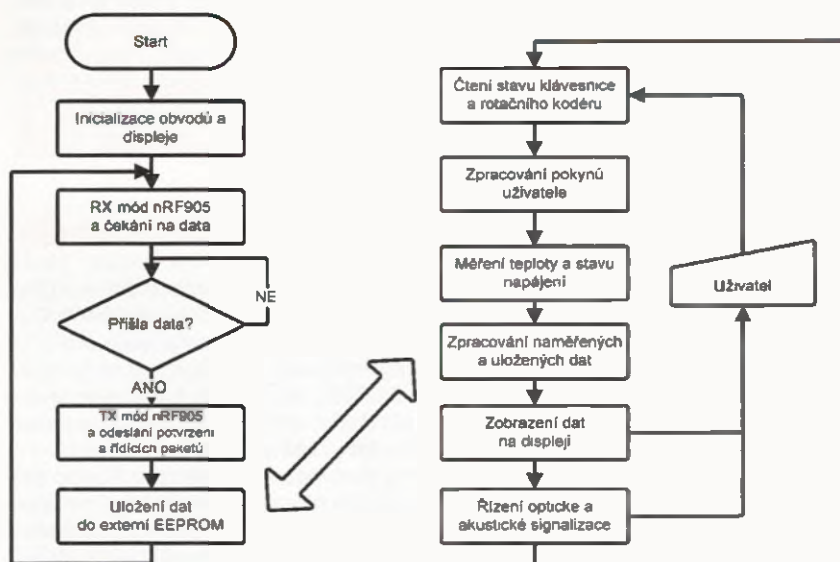 Start
Inicializace obvodů a
displeje
RX mód nRF905
a čekání na data
NE
Přišla data?
ANO
TX mód nRF905
a odeslání potvrzení
a řídících paketů
Uložení dat
do externí EEPROM
Čtení stavu klávesnice
a rotačního kodéru
Zpracování pokynů
uživatele
Měření teploty a stavu
napájení
Uživatel
Zpracování naměřených
a uložených dat
Zobrazení dat
na displeji
Řízení optické a
akustické signalizace